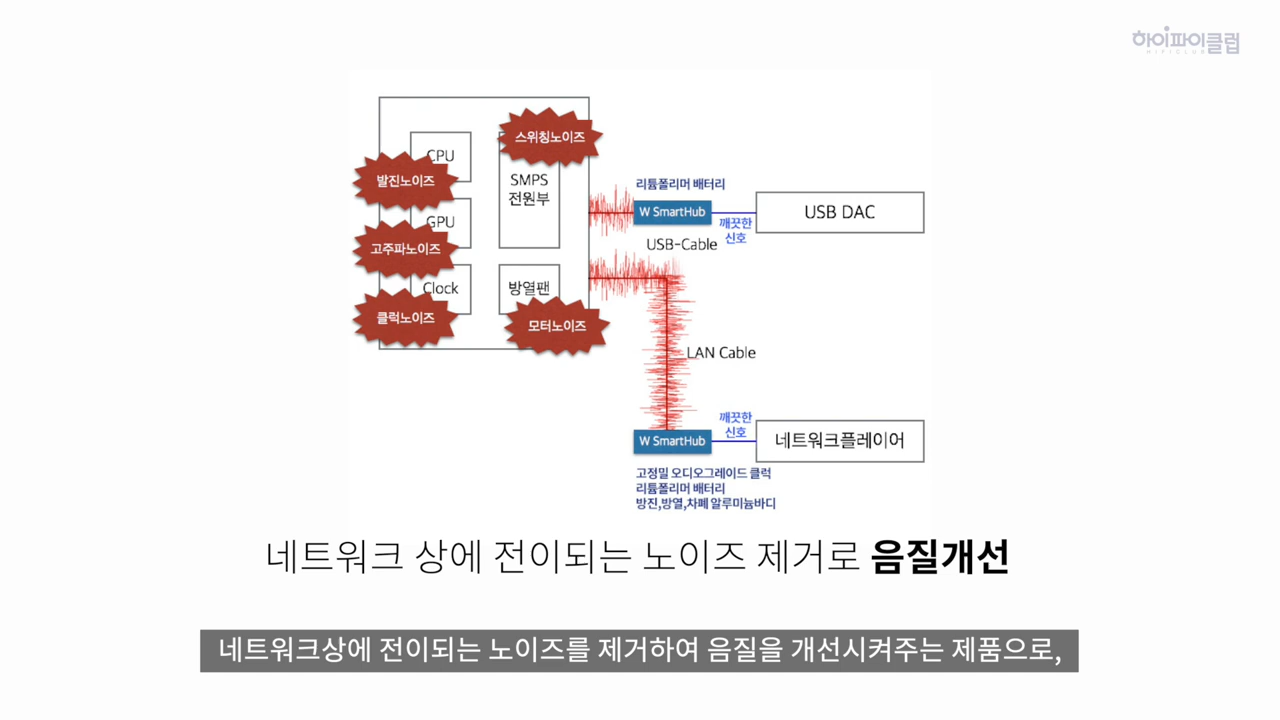 하이파이클럽
HIFICLUB
스위칭노이즈
CPU
발진노이즈
SMPS
전원부
GPU
고주파노이즈
Clock
클럭노이즈
방열팬
모터노이즈
리튬폴리머 배터리
W SmartHub
깨끗한
신호
USB DAC
USB-Cable
LAN Cable
W SmartHub
깨끗한
신호
네트워크플레이어
고정밀 오디오그레이드 클럭
리튬폴리머 배터리
방진,방열,차폐 알루미늄바디
네트워크 상에 전이되는 노이즈 제거로 음질개선
네트워크상에 전이되는 노이즈를 제거하여 음질을 개선시켜주는 제품으로,